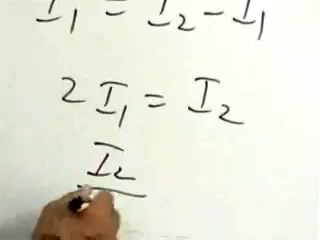 I₁ = I₂ - I₁
2 I₁ = I₂
I₂